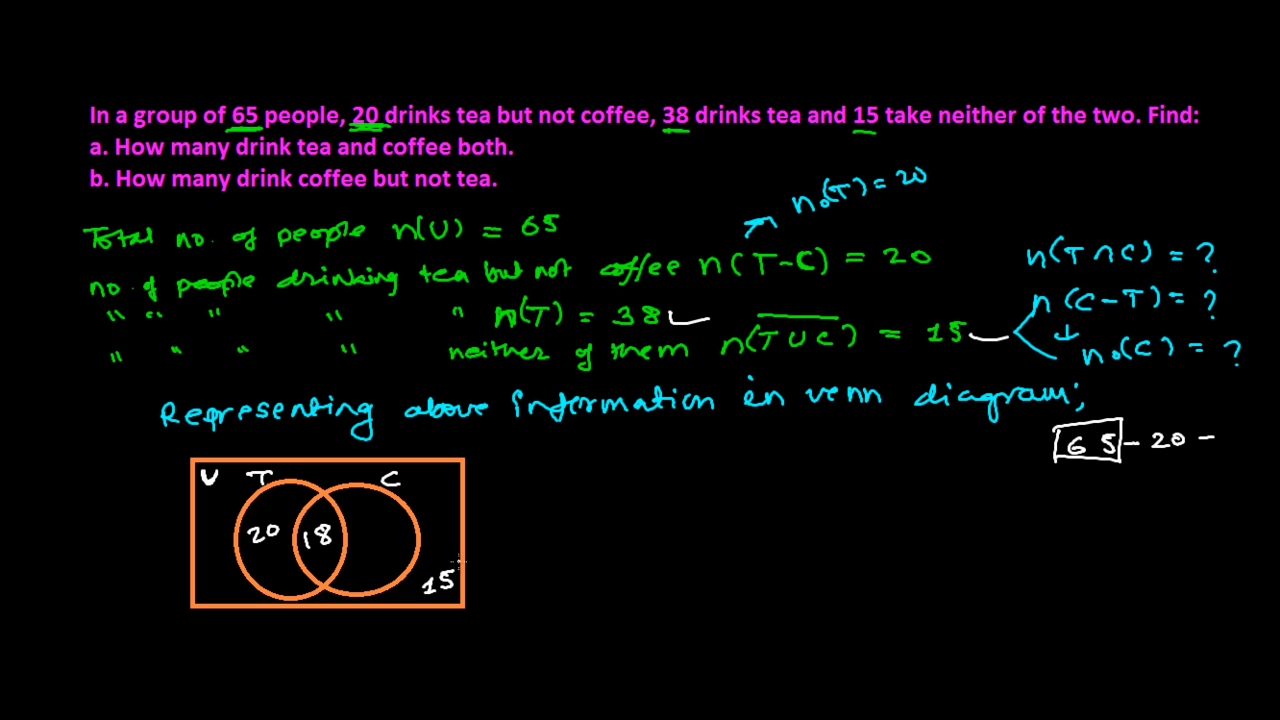 In a group of 65 people, 20 drinks tea but not coffee, 38 drinks tea and 15 take neither of the two. Find:
a. How many drink tea and coffee both.
b. How many drink coffee but not tea.
n₀(T) = 20
Total no. of people n(U) = 65
no. of people drinking tea but not coffee n(T-C) = 20
" " " " " n(T) = 38
" " " " neither of them n(\overline{T∪C}) = 15
n(T∩C) = ?
n(C-T) = ?
↓ n₀(C) = ?
Representing above information in venn diagram;
65 - 20 -
U T C
20 18
15